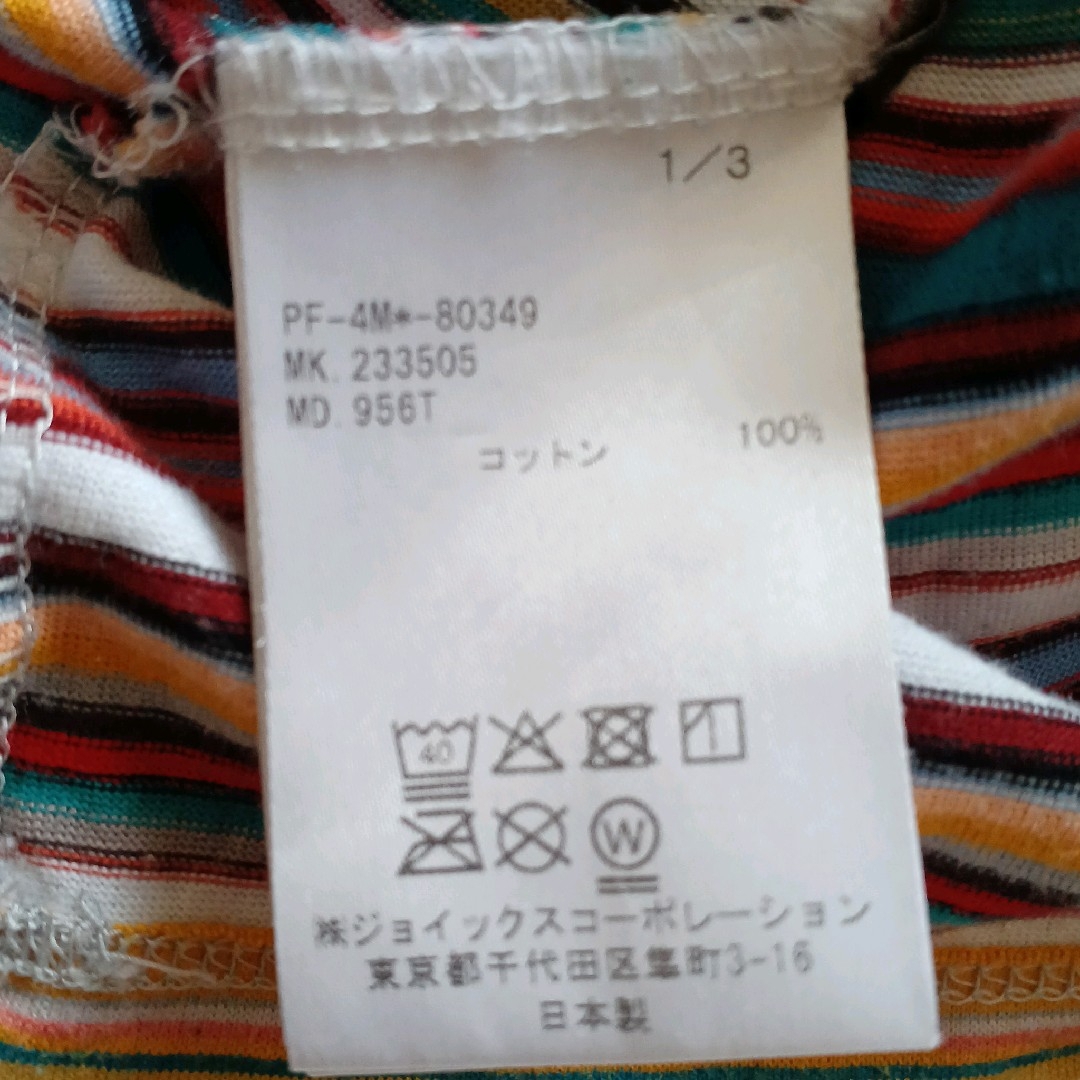 1/3
PF-4M*-80349
MK. 233505
MD. 956T
コットン 100%
40
W
㈱ジョイックスコーポレーション
東京都千代田区隼町3-16
日本製